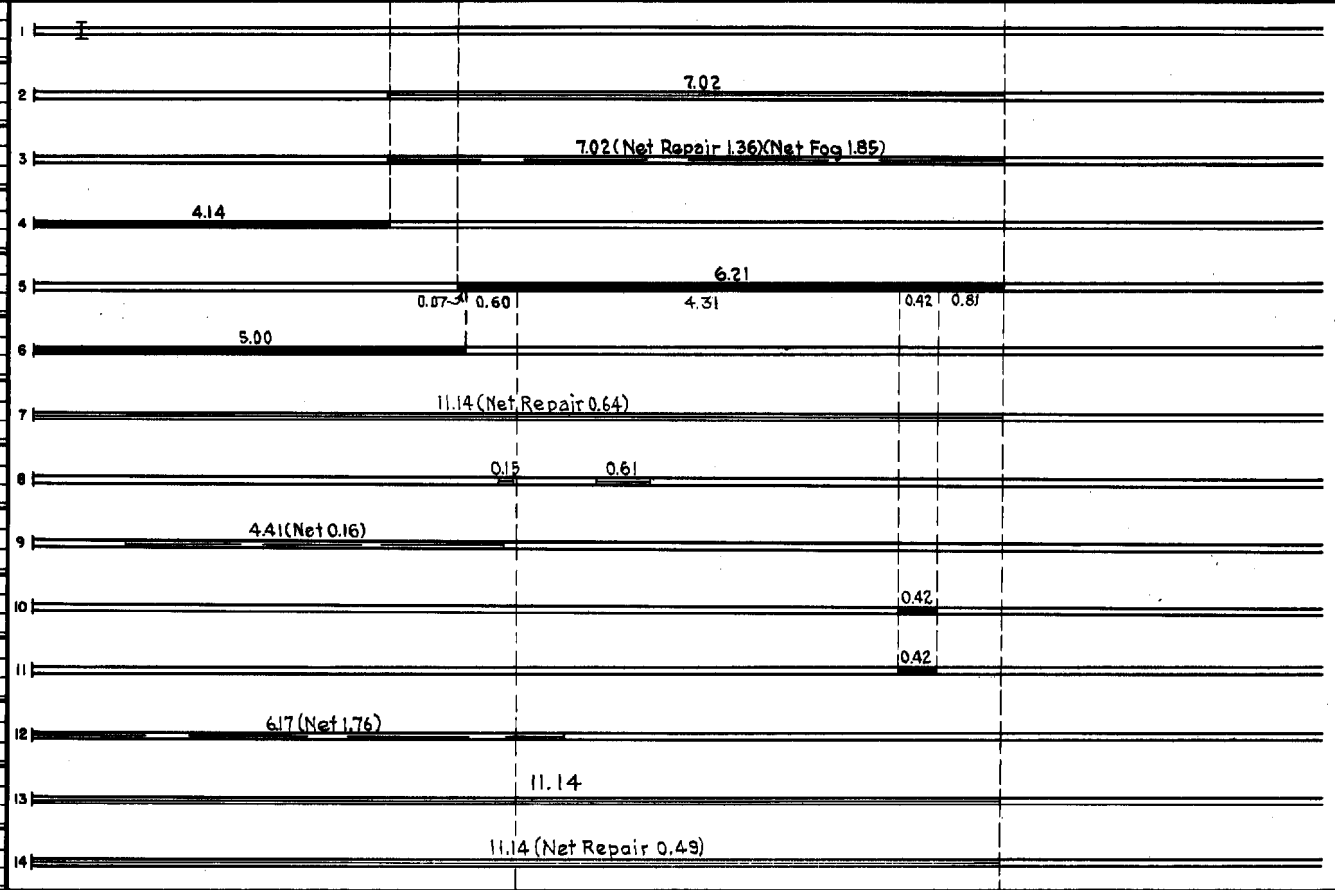 1 I
2 7.02
3 7.02 (Net Repair 1.36)(Net Fog 1.85)
4 4.14
5 6.21
0.07 0.60 4.31 0.42 0.81
6 5.00
7 11.14 (Net Repair 0.64)
8 0.15 0.61
9 4.41 (Net 0.16)
10 0.42
11 0.42
12 6.17 (Net 1.76)
13 11.14
14 11.14 (Net Repair 0.49)